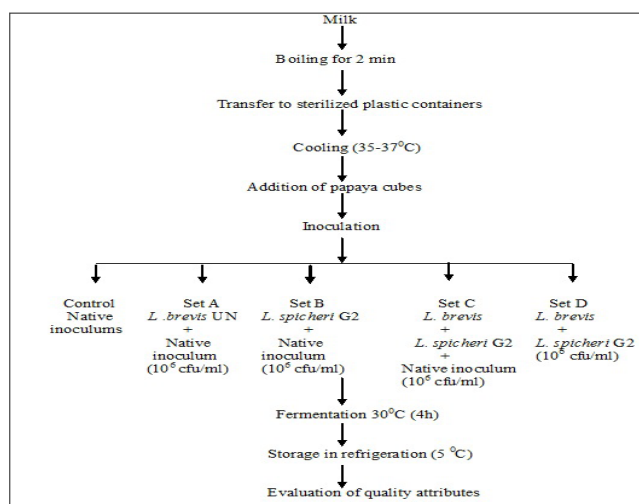 Milk
Boiling for 2 min
Transfer to sterilized plastic containers
Cooling (35-37⁰C)
Addition of papaya cubes
Inoculation
Control
Native
inoculums
Set A
L .brevis UN
+
Native
inoculum
(10⁶ cfu/ml)
Set B
L. spicheri G2
+
Native
inoculum
(10⁶ cfu/ml)
Set C
L. brevis
+
L. spicheri G2
+
Native inoculum
(10⁶ cfu/ml)
Set D
L. brevis
+
L. spicheri G2
(10⁶ cfu/ml)
Fermentation 30⁰C (4h)
Storage in refrigeration (5 ⁰C)
Evaluation of quality attributes